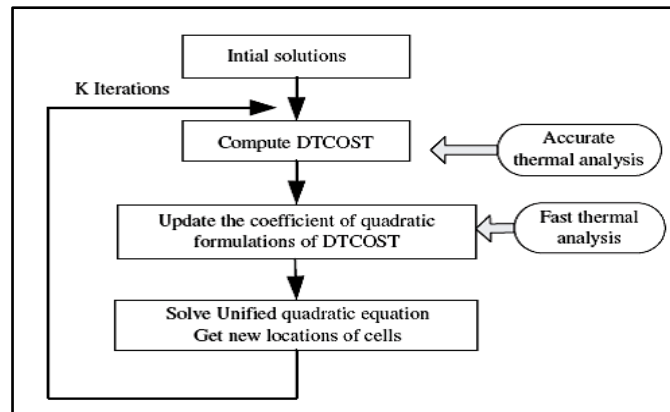 Intial solutions
K Iterations
Compute DTCOST
Accurate
thermal analysis
Update the coefficient of quadratic
formulations of DTCOST
Fast thermal
analysis
Solve Unified quadratic equation
Get new locations of cells